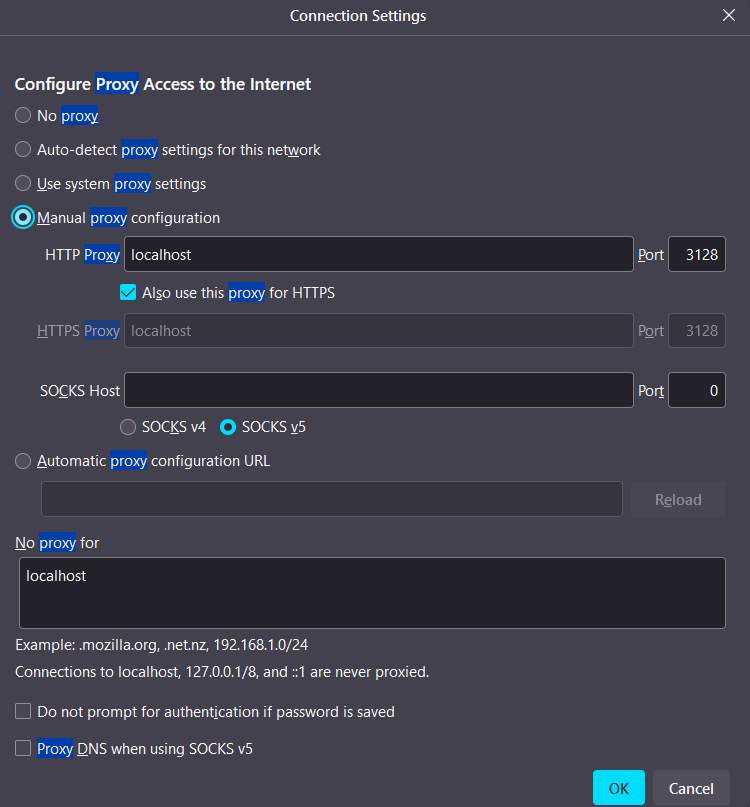 Connection Settings
Configure Proxy Access to the Internet
No proxy
Auto-detect proxy settings for this network
Use system proxy settings
Manual proxy configuration
HTTP Proxy localhost Port 3128
Also use this proxy for HTTPS
HTTPS Proxy localhost Port 3128
SOCKS Host Port 0
SOCKS v4 SOCKS v5
Automatic proxy configuration URL
Reload
No proxy for
localhost
Example: .mozilla.org, .net.nz, 192.168.1.0/24
Connections to localhost, 127.0.0.1/8, and ::1 are never proxied.
Do not prompt for authentication if password is saved
Proxy DNS when using SOCKS v5
OK Cancel